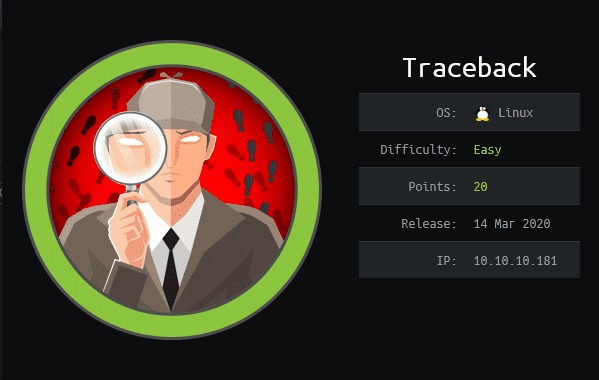 Traceback
OS: Linux
Difficulty: Easy
Points: 20
Release: 14 Mar 2020
IP: 10.10.10.181